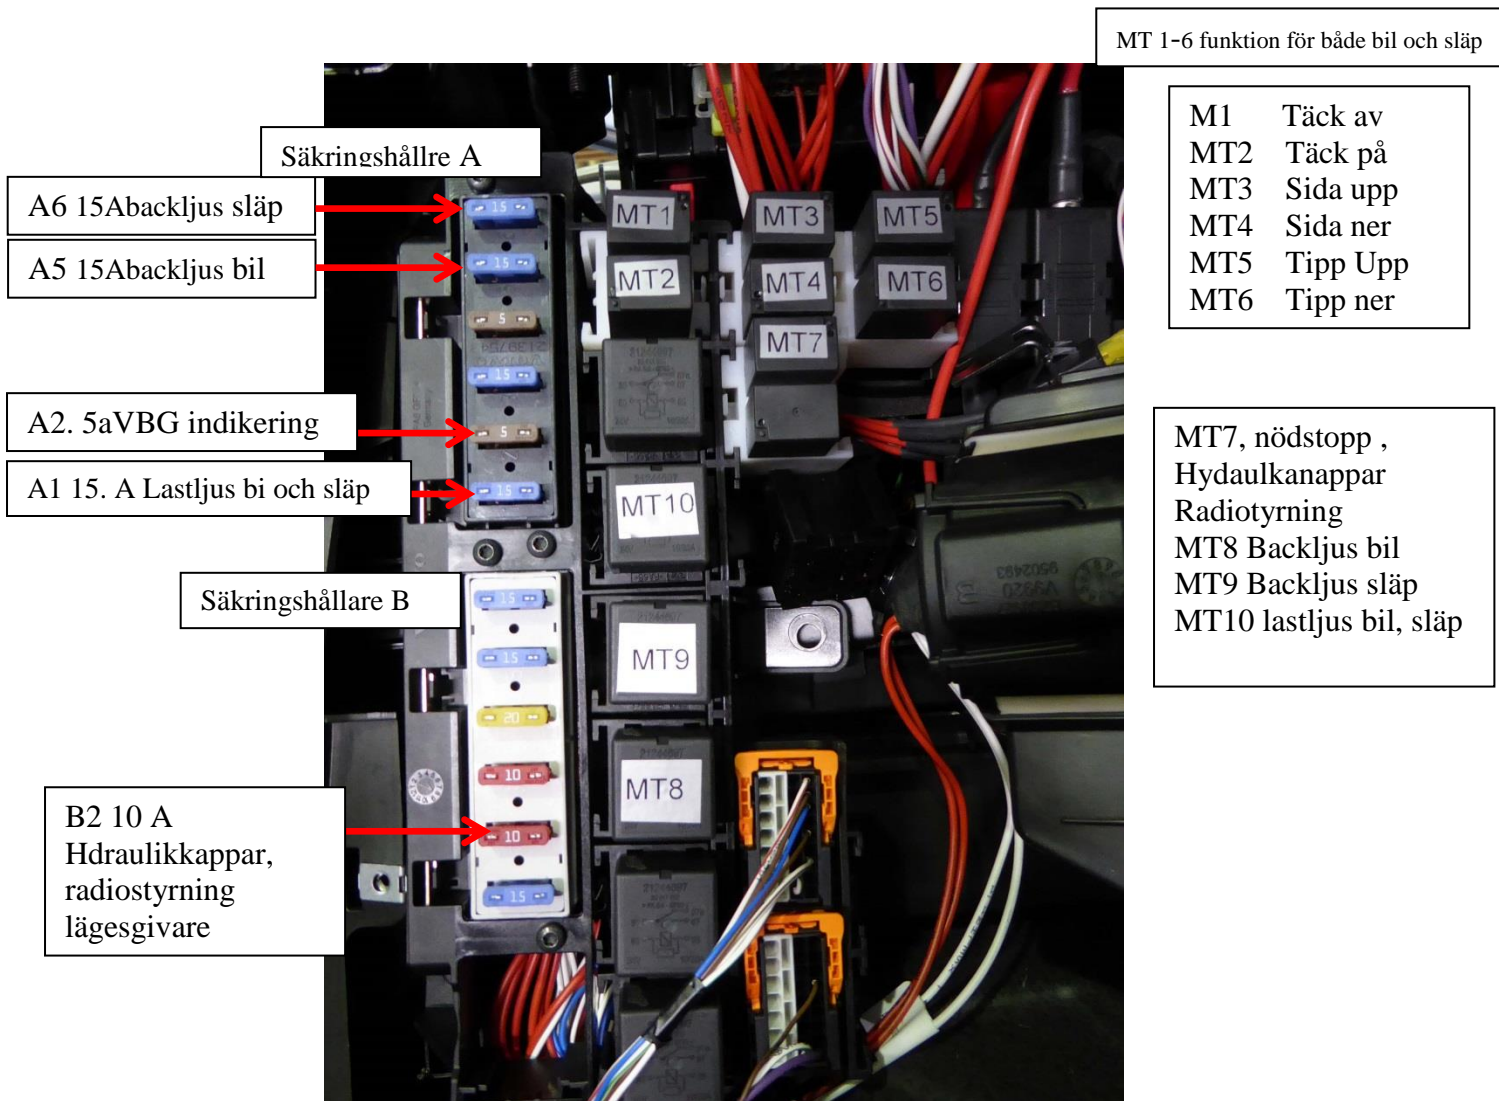 MT 1-6 funktion för både bil och släp
Säkringshållre A
A6 15Abackljus släp
A5 15Abackljus bil
A2. 5aVBG indikering
A1 15. A Lastljus bi och släp
Säkringshållare B
B2 10 A
Hdraulikkappar,
radiostyrning
lägesgivare
M1 Täck av
MT2 Täck på
MT3 Sida upp
MT4 Sida ner
MT5 Tipp Upp
MT6 Tipp ner
MT7, nödstopp ,
Hydaulkanappar
Radiotyrning
MT8 Backljus bil
MT9 Backljus släp
MT10 lastljus bil, släp
15
15
5
15
5
15
15
15
20
10
10
15
MT1
MT2
MT3
MT4
MT5
MT6
MT7
MT10
MT9
MT8
9502493